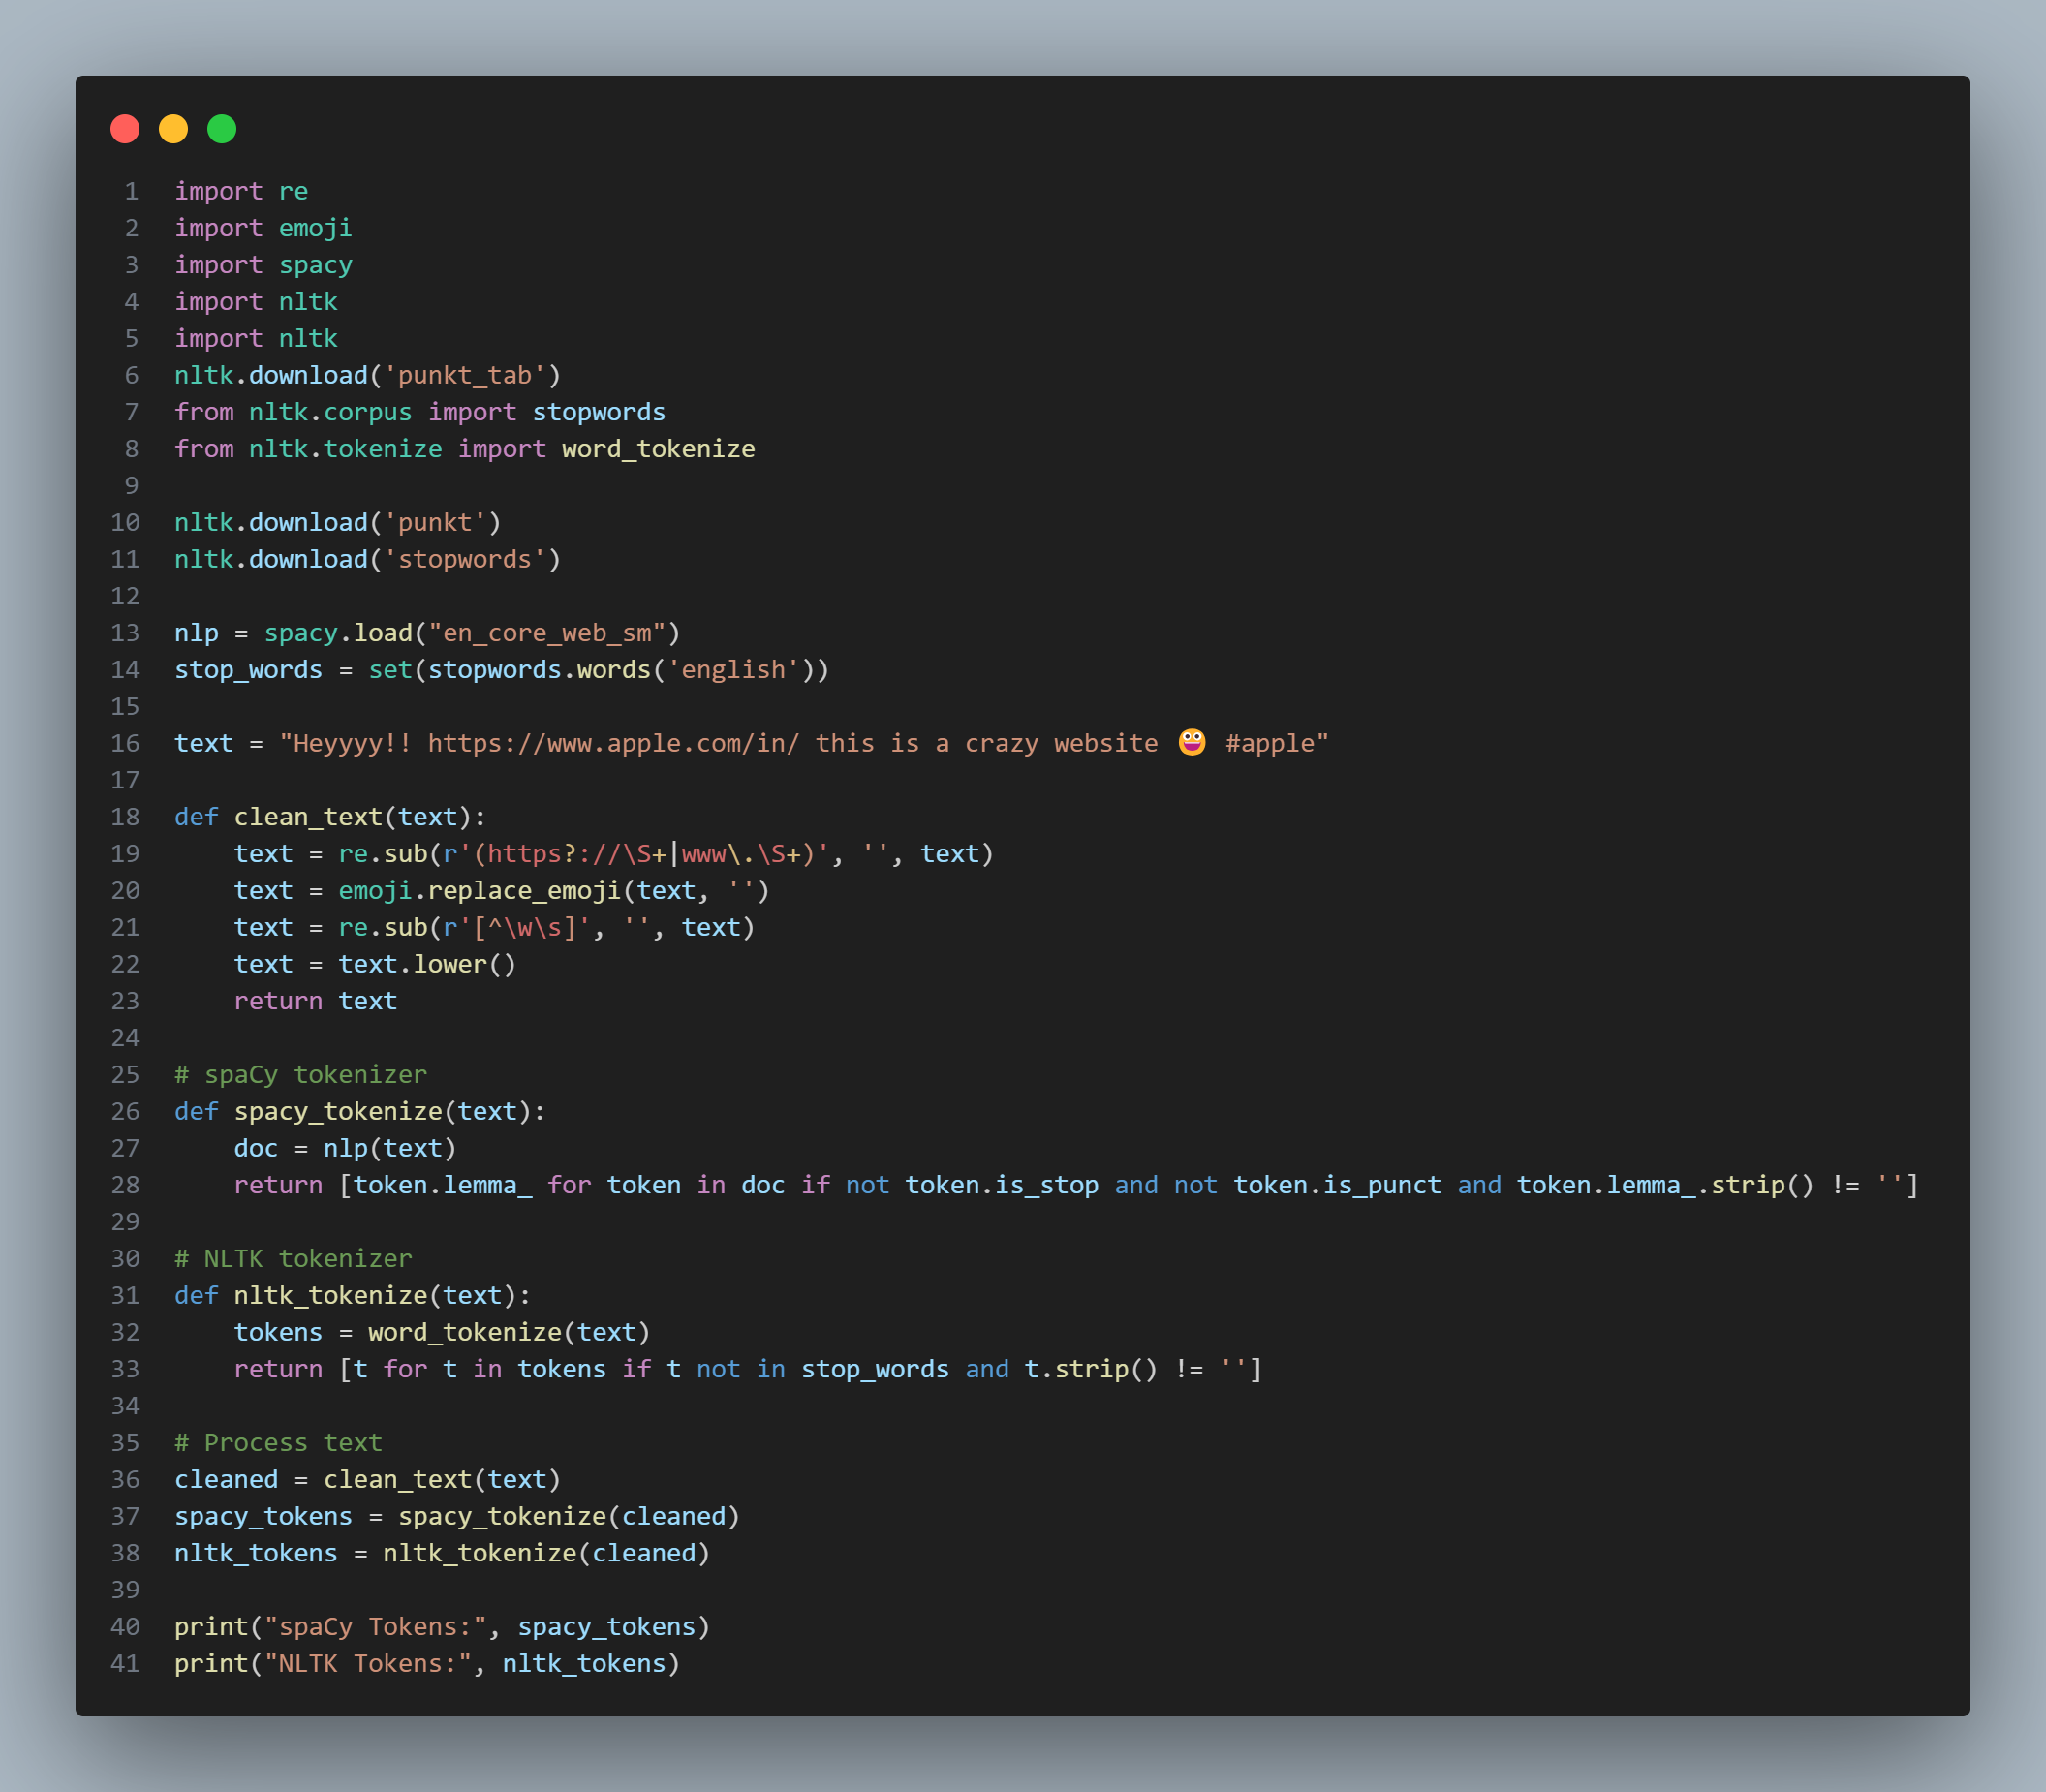 1 import re
2 import emoji
3 import spacy
4 import nltk
5 import nltk
6 nltk.download('punkt_tab')
7 from nltk.corpus import stopwords
8 from nltk.tokenize import word_tokenize
9
10 nltk.download('punkt')
11 nltk.download('stopwords')
12
13 nlp = spacy.load("en_core_web_sm")
14 stop_words = set(stopwords.words('english'))
15
16 text = "Heyyyy!! https://www.apple.com/in/ this is a crazy website 🤪 #apple"
17
18 def clean_text(text):
19     text = re.sub(r'(https?://\S+|www\.\S+)', '', text)
20     text = emoji.replace_emoji(text, '')
21     text = re.sub(r'[^\w\s]', '', text)
22     text = text.lower()
23     return text
24
25 # spaCy tokenizer
26 def spacy_tokenize(text):
27     doc = nlp(text)
28     return [token.lemma_ for token in doc if not token.is_stop and not token.is_punct and token.lemma_.strip() != '']
29
30 # NLTK tokenizer
31 def nltk_tokenize(text):
32     tokens = word_tokenize(text)
33     return [t for t in tokens if t not in stop_words and t.strip() != '']
34
35 # Process text
36 cleaned = clean_text(text)
37 spacy_tokens = spacy_tokenize(cleaned)
38 nltk_tokens = nltk_tokenize(cleaned)
39
40 print("spaCy Tokens:", spacy_tokens)
41 print("NLTK Tokens:", nltk_tokens)